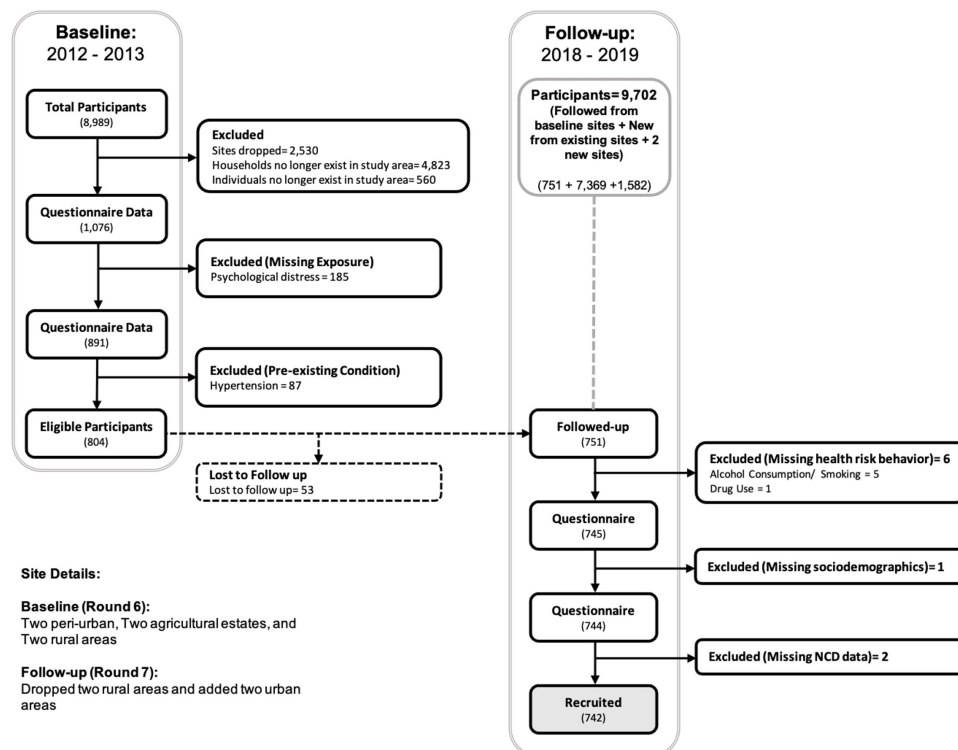 Baseline:
2012 - 2013
Total Participants
(8,989)
Excluded
Sites dropped= 2,530
Households no longer exist in study area= 4,823
Individuals no longer exist in study area= 560
Questionnaire Data
(1,076)
Excluded (Missing Exposure)
Psychological distress = 185
Questionnaire Data
(891)
Excluded (Pre-existing Condition)
Hypertension = 87
Eligible Participants
(804)
Lost to Follow up
Lost to follow up= 53
Follow-up:
2018 - 2019
Participants= 9,702
(Followed from
baseline sites + New
from existing sites + 2
new sites)
(751 + 7,369 +1,582)
Followed-up
(751)
Excluded (Missing health risk behavior)= 6
Alcohol Consumption/ Smoking = 5
Drug Use = 1
Questionnaire
(745)
Excluded (Missing sociodemographics)= 1
Questionnaire
(744)
Excluded (Missing NCD data)= 2
Recruited
(742)
Site Details:
Baseline (Round 6):
Two peri-urban, Two agricultural estates, and
Two rural areas
Follow-up (Round 7):
Dropped two rural areas and added two urban
areas